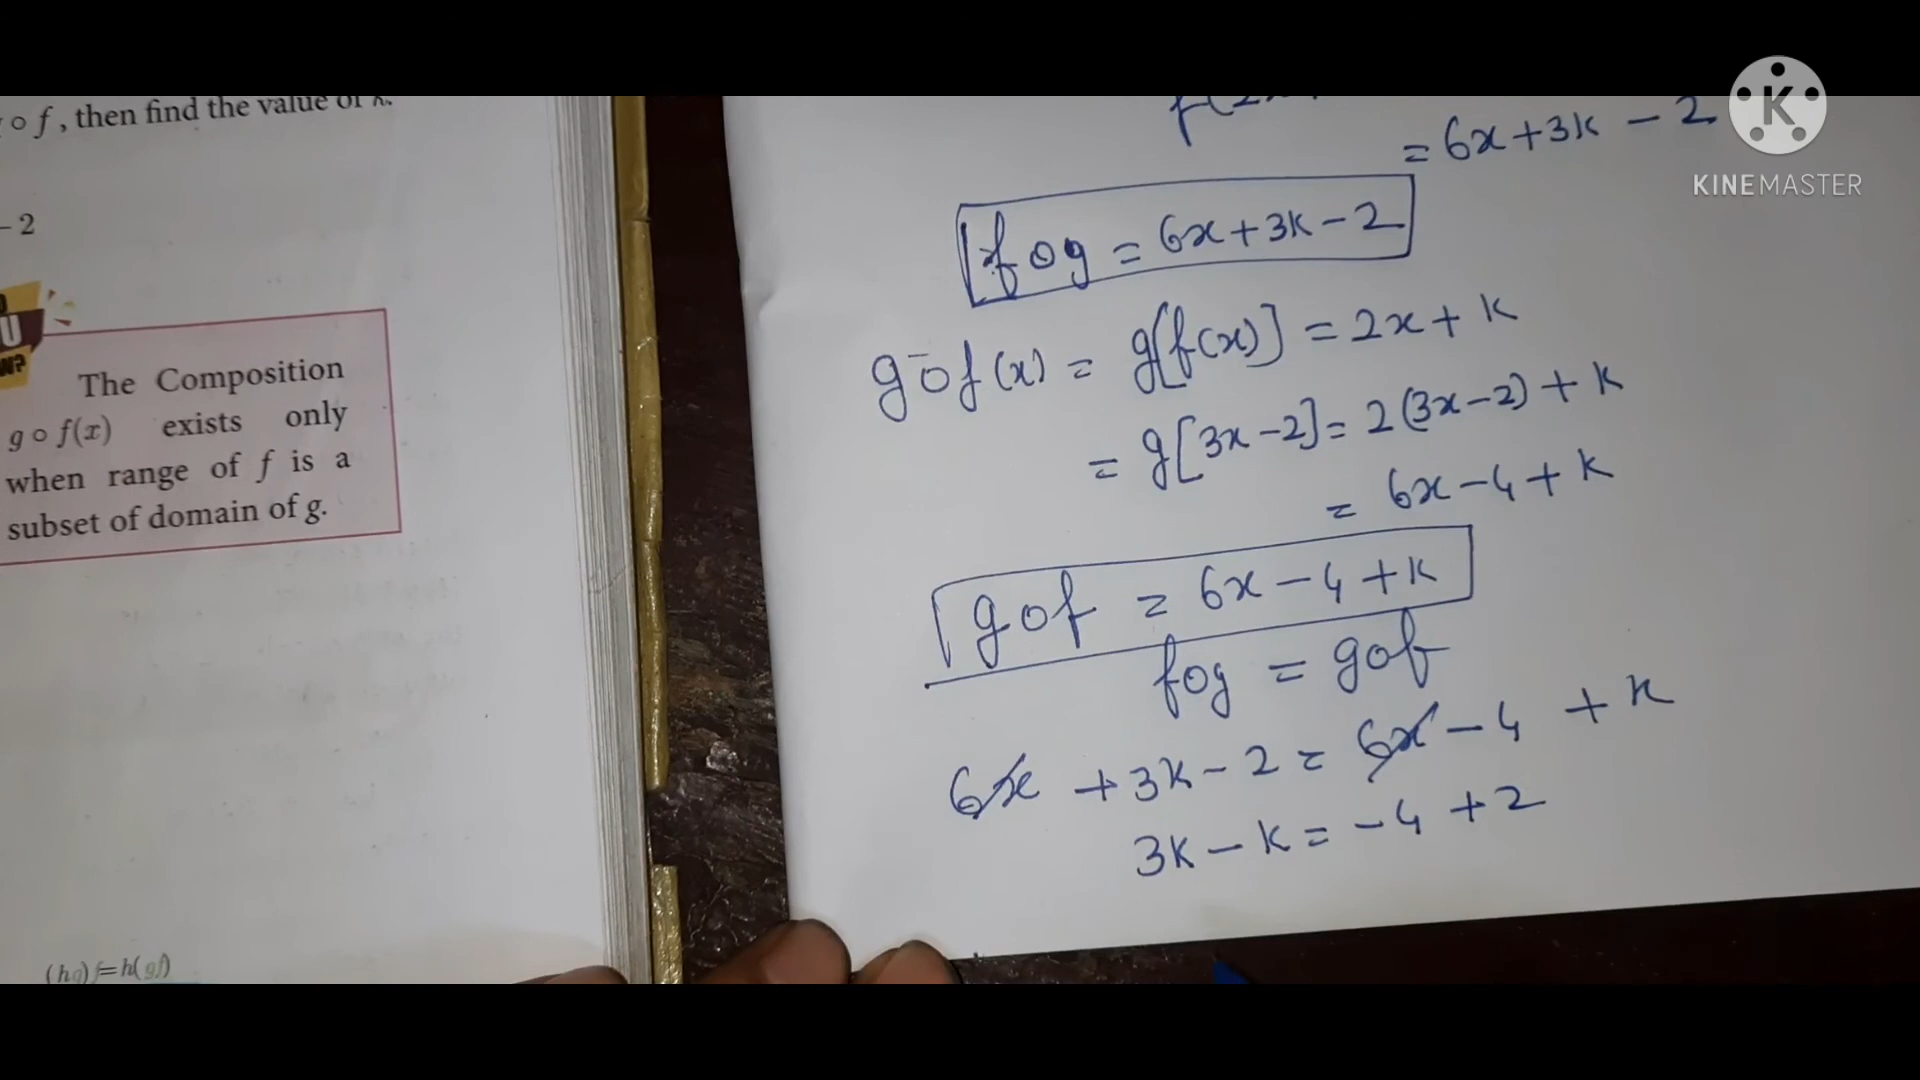 ∘ f, then find the value of k.
– 2
The Composition
g ∘ f(x) exists only
when range of f is a
subset of domain of g.
(hg) f=h(gf)
= 6x+3k – 2
fog = 6x+3k – 2
gof(x) = g[f(x)] = 2x + k
= g[3x – 2] = 2(3x – 2) + k
= 6x – 4 + k
gof = 6x – 4 + k
fog = gof
6x + 3k – 2 = 6x – 4 + k
3k – k = – 4 + 2
K
KINEMASTER